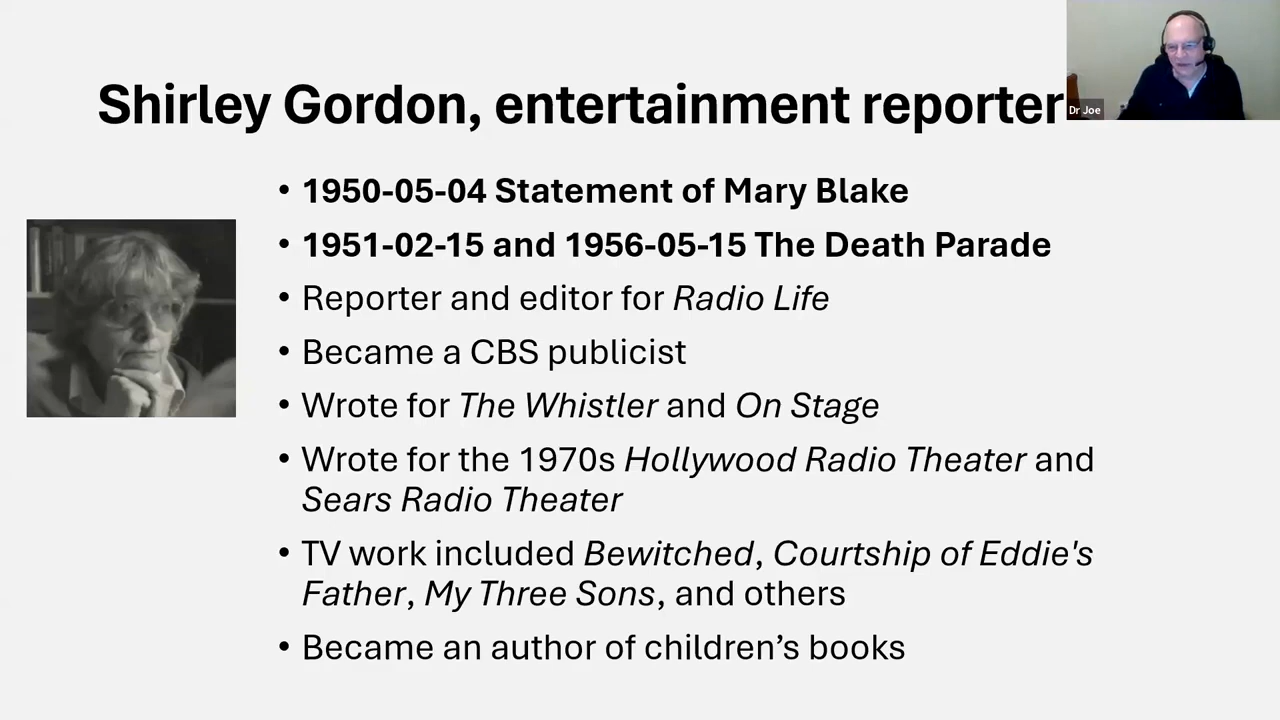 Shirley Gordon, entertainment reporter
Dr Joe
• 1950-05-04 Statement of Mary Blake
• 1951-02-15 and 1956-05-15 The Death Parade
• Reporter and editor for Radio Life
• Became a CBS publicist
• Wrote for The Whistler and On Stage
• Wrote for the 1970s Hollywood Radio Theater and
Sears Radio Theater
• TV work included Bewitched, Courtship of Eddie's
Father, My Three Sons, and others
• Became an author of children’s books